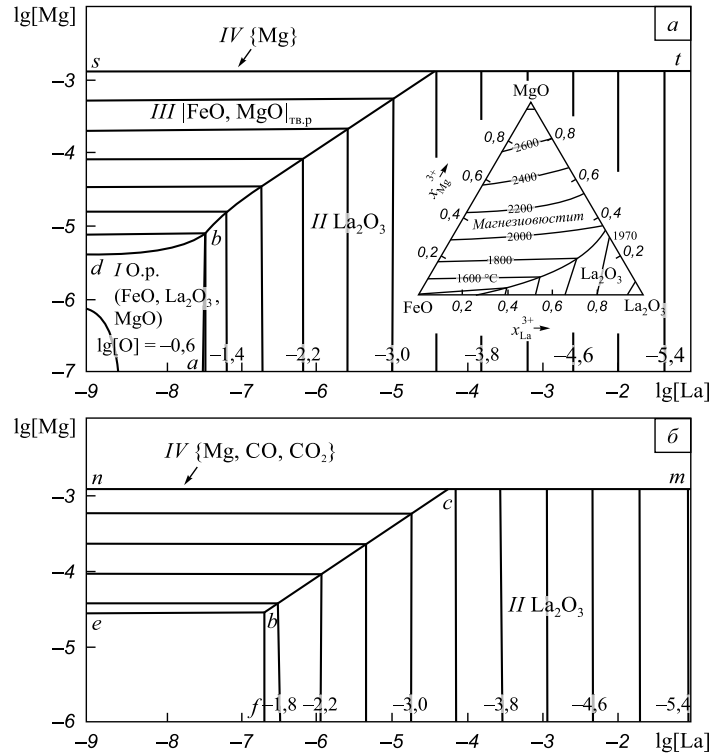 lg[Mg]
а
IV {Mg}
s
t
–3
III |FeO, MgO|тв.р
MgO
0,8
0,8
2600
x³⁺Mg
0,6
0,6
2400
–4
0,4
2200
0,4
Магнезиовюстит
II La₂O₃
2000
1970
–5
b
0,2
1800
0,2
d
I О.р.
(FeO, La₂O₃,
MgO)
1600 °C
La₂O₃
–6
FeO
0,2
0,4
0,6
0,8
La₂O₃
x³⁺La
lg[O] = –0,6
a
–1,4
–2,2
–3,0
–3,8
–4,6
–5,4
–7
–9
–8
–7
–6
–5
–4
–3
–2
lg[La]
lg[Mg]
б
IV {Mg, CO, CO₂}
n
m
–3
c
–4
e
b
II La₂O₃
–5
f
–1,8
–2,2
–3,0
–3,8
–4,6
–5,4
–6
–9
–8
–7
–6
–5
–4
–3
–2
lg[La]